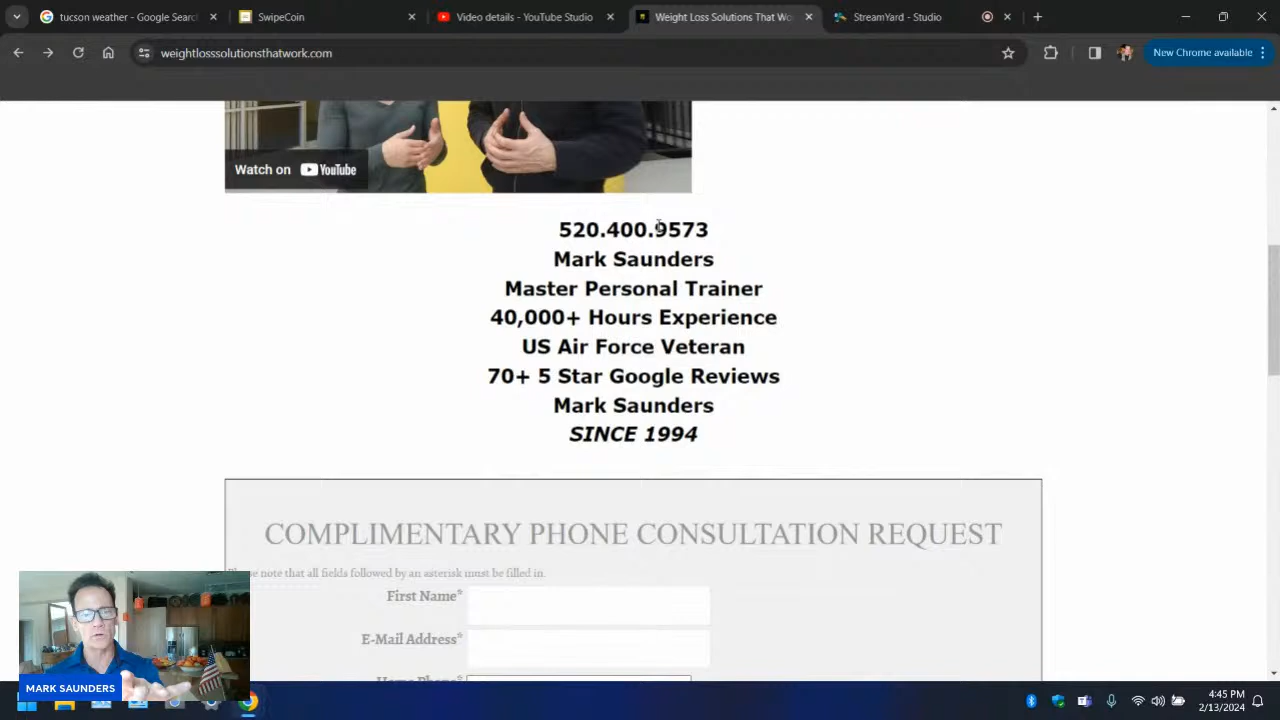 tucson weather - Google Searc
SwipeCoin
Video details - YouTube Studio
Weight Loss Solutions That Wo
StreamYard - Studio
weightlosssolutionsthatwork.com
New Chrome available
Watch on YouTube
520.400.9573
Mark Saunders
Master Personal Trainer
40,000+ Hours Experience
US Air Force Veteran
70+ 5 Star Google Reviews
Mark Saunders
SINCE 1994
COMPLIMENTARY PHONE CONSULTATION REQUEST
note that all fields followed by an asterisk must be filled in.
First Name*
E-Mail Address*
Home Phone*
MARK SAUNDERS
4:45 PM
2/13/2024